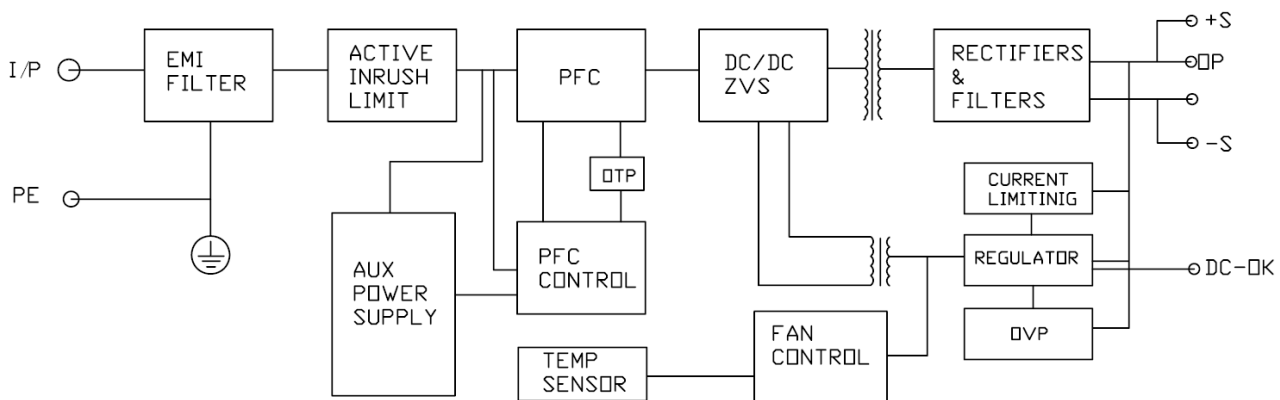 I/P
EMI
FILTER
ACTIVE
INRUSH
LIMIT
PFC
DC/DC
ZVS
RECTIFIERS
&
FILTERS
+S
OP
-S
PE
OTP
CURRENT
LIMITINIG
AUX
POWER
SUPPLY
PFC
CONTROL
REGULATOR
DC-OK
TEMP
SENSOR
FAN
CONTROL
OVP